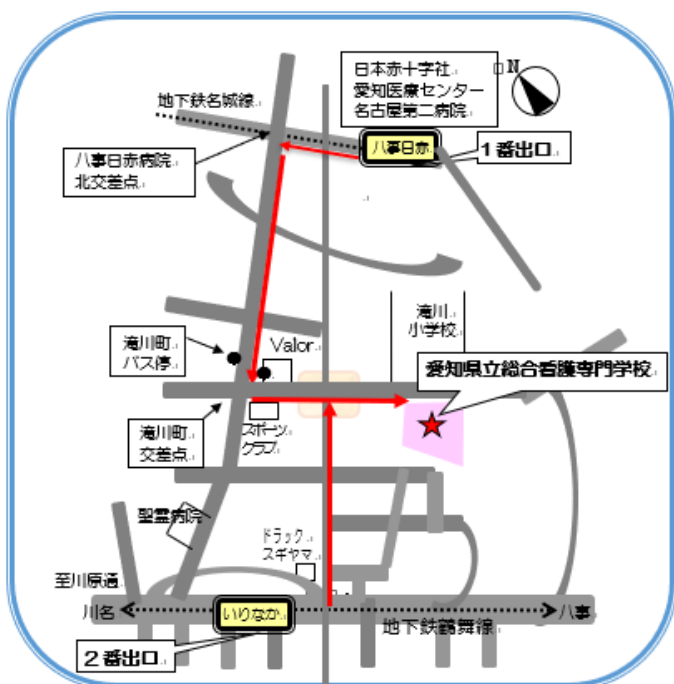 日本赤十字社
愛知医療センター
名古屋第二病院
N
地下鉄名城線
八事日赤
1番出口
八事日赤病院
北交差点
滝川町
バス停
Valor
滝川
小学校
愛知県立総合看護専門学校
滝川町
交差点
スポーツ
クラブ
聖霊病院
ドラック
スギヤマ
至川原通
川名
いりなか
地下鉄鶴舞線
八事
2番出口